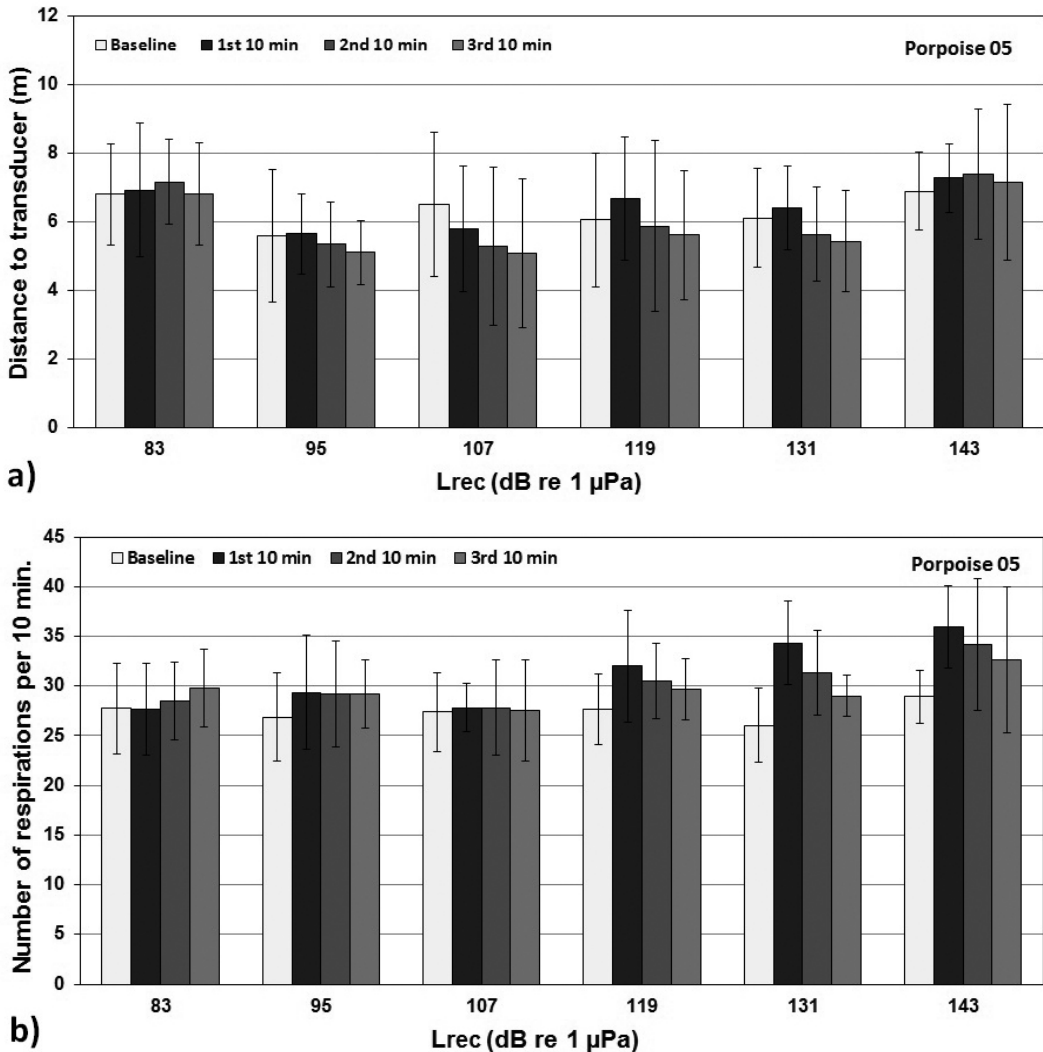 12
10
8
6
4
2
0
Distance to transducer (m)
Baseline 1st 10 min 2nd 10 min 3rd 10 min
Porpoise 05
83 95 107 119 131 143
Lrec (dB re 1 µPa)
a)
45
40
35
30
25
20
15
10
5
0
Number of respirations per 10 min.
Baseline 1st 10 min 2nd 10 min 3rd 10 min
Porpoise 05
83 95 107 119 131 143
Lrec (dB re 1 µPa)
b)